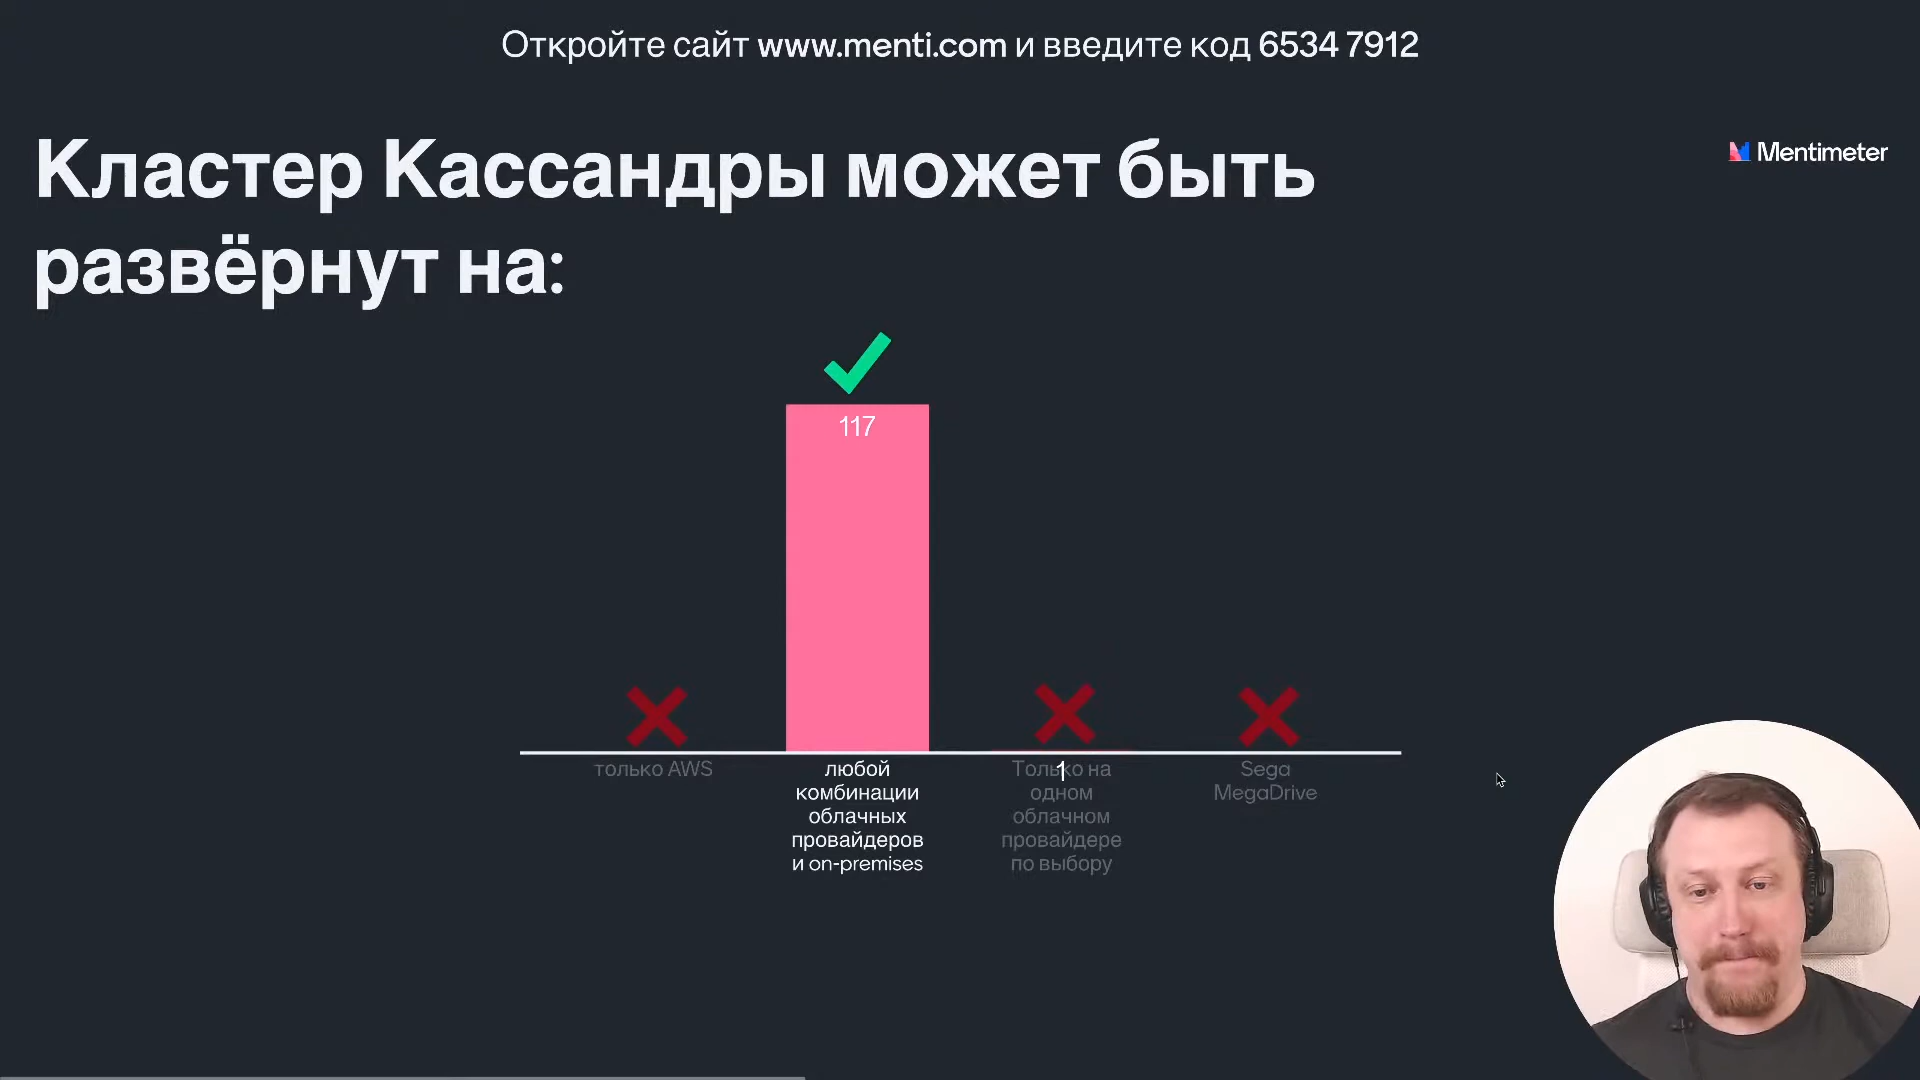 Откройте сайт www.menti.com и введите код 6534 7912
Mentimeter
Кластер Кассандры может быть
развёрнут на:
117
только AWS
любой
комбинации
облачных
провайдеров
и on-premises
1
Только на
одном
облачном
провайдере
по выбору
Sega
MegaDrive